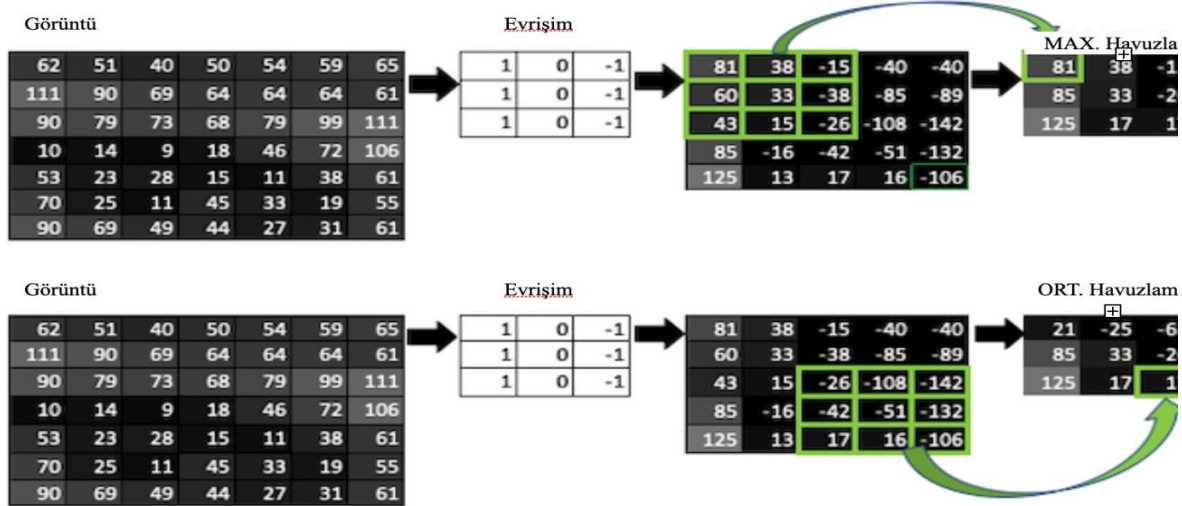 Görüntü Evrişim MAX. Havuzla
62 51 40 50 54 59 65 1 0 -1 81 38 -15 -40 -40 81 38
111 90 69 64 64 64 61 1 0 -1 60 33 -38 -85 -89 85 33
90 79 73 68 79 99 111 1 0 -1 43 15 -26 -108 -142 125 17
10 14 9 18 46 72 106 85 -16 -42 -51 -132
53 23 28 15 11 38 61 125 13 17 16 -106
70 25 11 45 33 19 55
90 69 49 44 27 31 61
Görüntü Evrişim ORT. Havuzlam
62 51 40 50 54 59 65 1 0 -1 81 38 -15 -40 -40 21 -25
111 90 69 64 64 64 61 1 0 -1 60 33 -38 -85 -89 85 33
90 79 73 68 79 99 111 1 0 -1 43 15 -26 -108 -142 125 17
10 14 9 18 46 72 106 85 -16 -42 -51 -132
53 23 28 15 11 38 61 125 13 17 16 -106
70 25 11 45 33 19 55
90 69 49 44 27 31 61